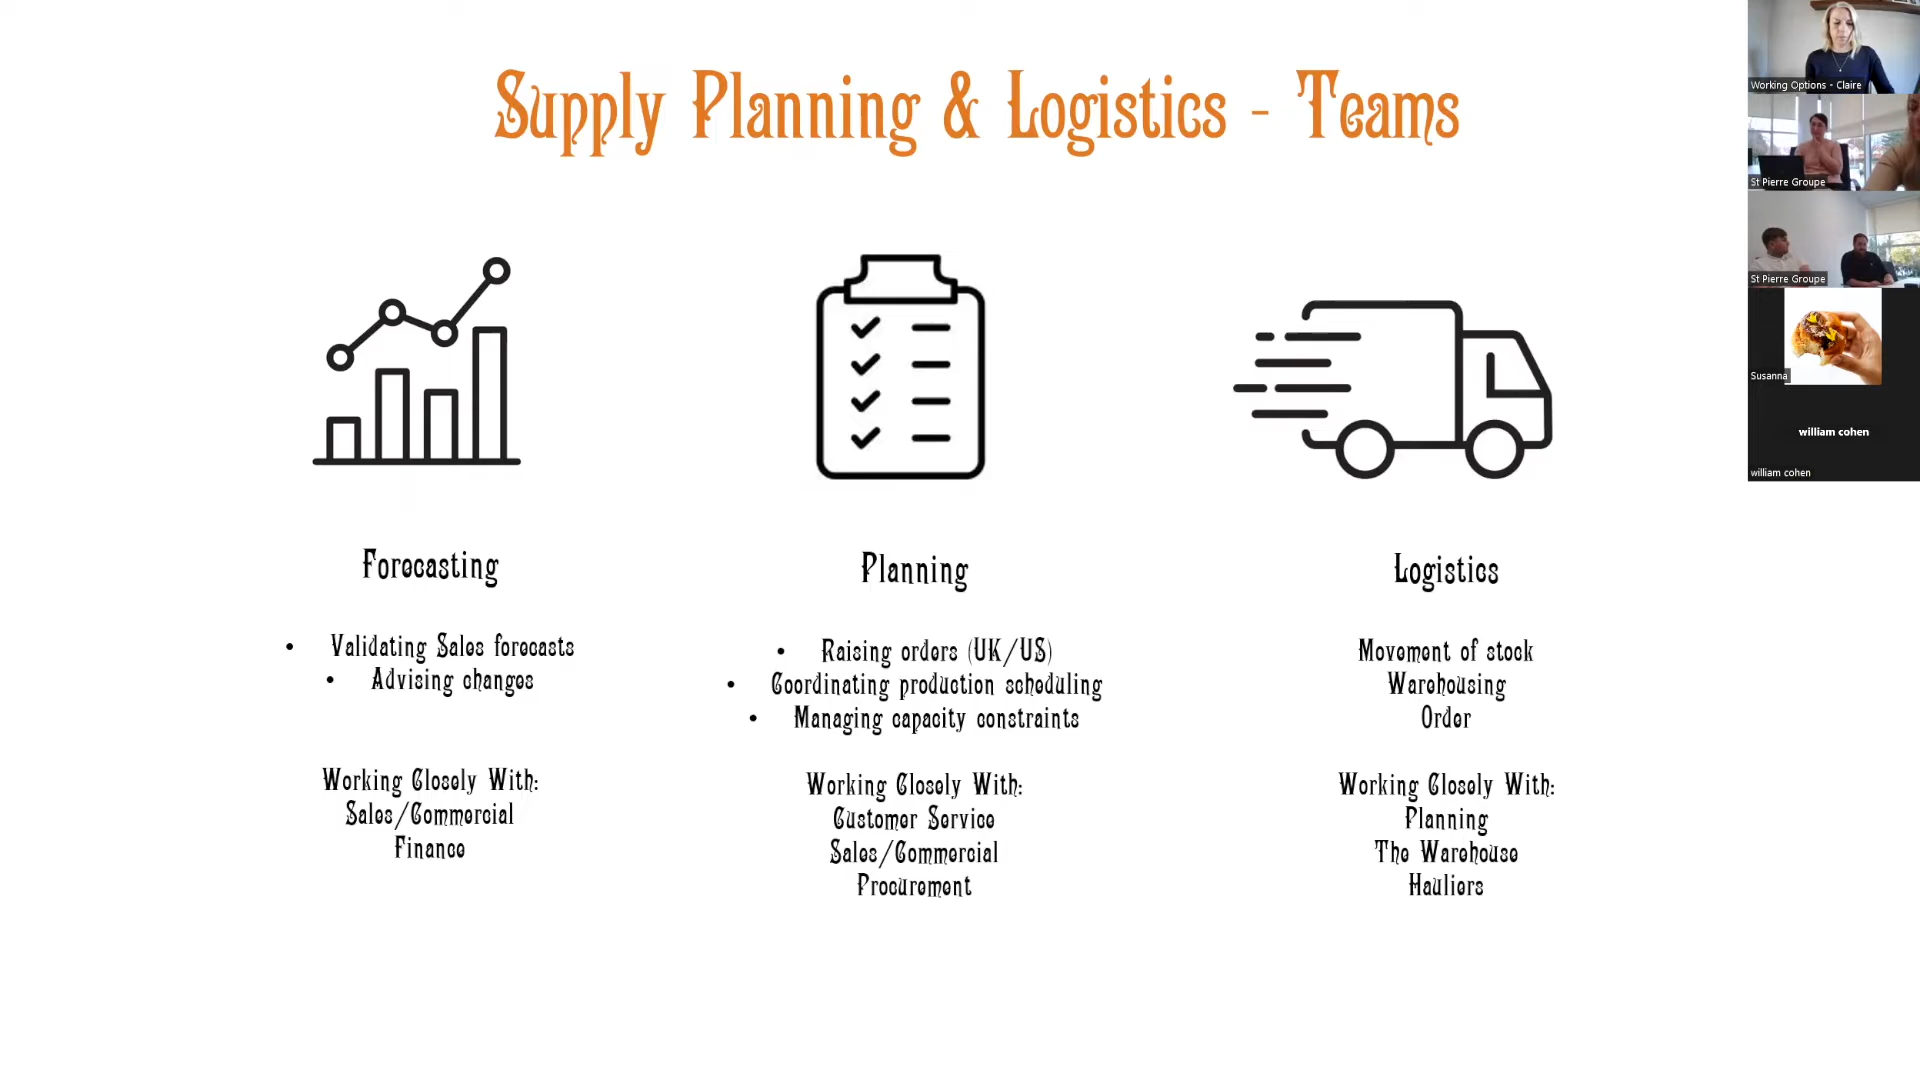 Supply Planning & Logistics - Teams
Forecasting
• Validating Sales forecasts
• Advising changes
Working Closely With:
Sales/Commercial
Finance
Planning
• Raising orders (UK/US)
• Coordinating production scheduling
• Managing capacity constraints
Working Closely With:
Customer Service
Sales/Commercial
Procurement
Logistics
Movement of stock
Warehousing
Order
Working Closely With:
Planning
The Warehouse
Hauliers
Working Options - Claire
St Pierre Groupe
St Pierre Groupe
Susanna
william cohen
william cohen